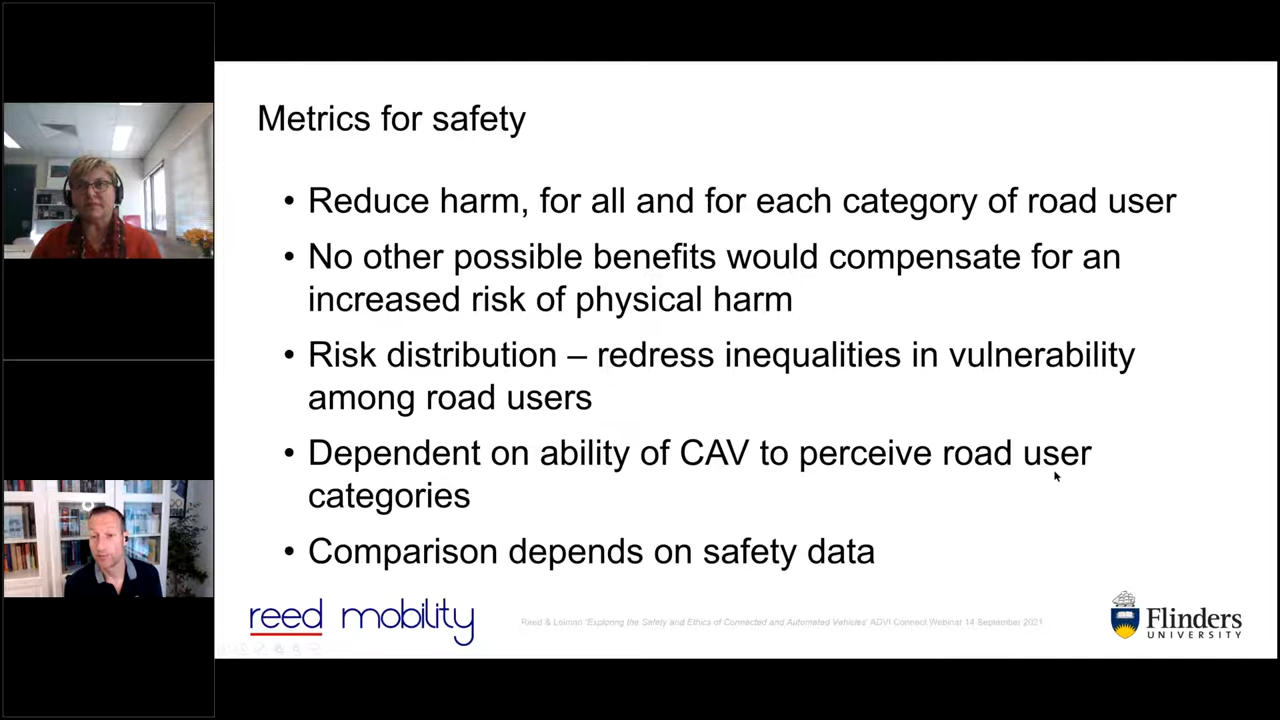 Metrics for safety
• Reduce harm, for all and for each category of road user
• No other possible benefits would compensate for an
increased risk of physical harm
• Risk distribution – redress inequalities in vulnerability
among road users
• Dependent on ability of CAV to perceive road user
categories
• Comparison depends on safety data
reed mobility
Reed & Leiman 'Exploring the Safety and Ethics of Connected and Automated Vehicles' ADVI Connect Webinar 14 September 2021
Flinders
UNIVERSITY